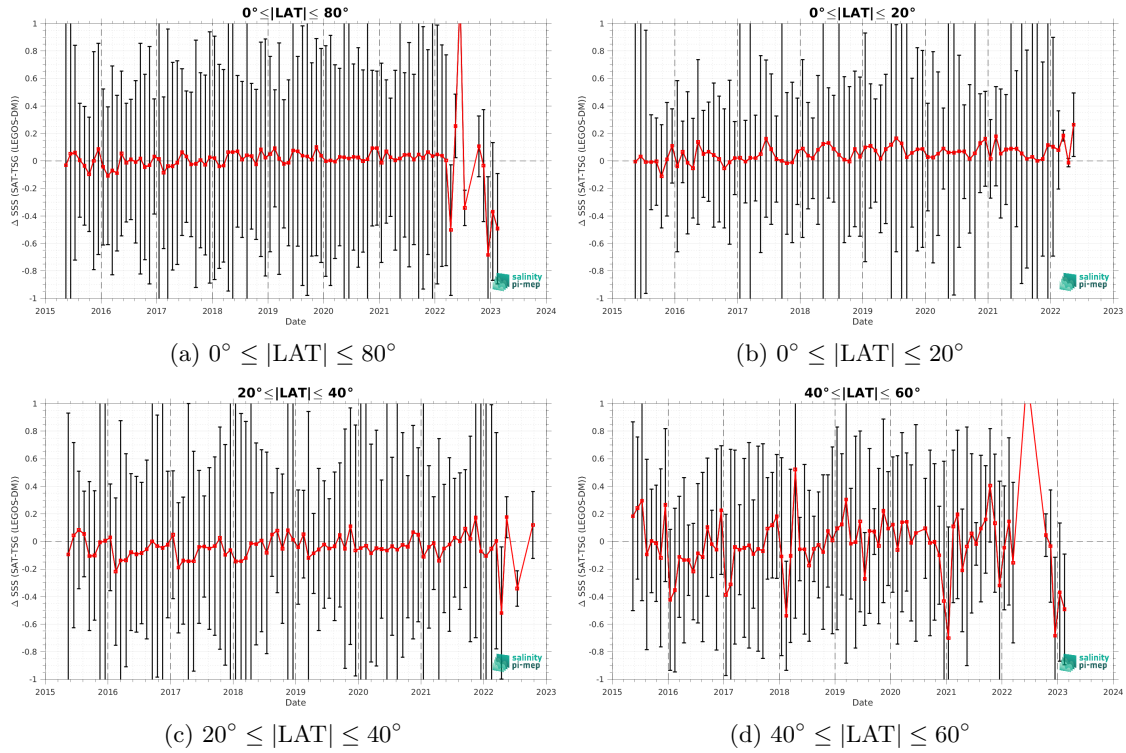 0°≤|LAT|≤ 80°
Δ SSS (SAT-TSG (LEGOS-DM))
1
0.8
0.6
0.4
0.2
0
-0.2
-0.4
-0.6
-0.8
-1
2015 2016 2017 2018 2019 2020 2021 2022 2023 2024
Date
salinity
pi-mep
(a) 0° ≤ |LAT| ≤ 80°
0°≤|LAT|≤ 20°
Δ SSS (SAT-TSG (LEGOS-DM))
1
0.8
0.6
0.4
0.2
0
-0.2
-0.4
-0.6
-0.8
-1
2015 2016 2017 2018 2019 2020 2021 2022 2023
Date
salinity
pi-mep
(b) 0° ≤ |LAT| ≤ 20°
20°≤|LAT|≤ 40°
Δ SSS (SAT-TSG (LEGOS-DM))
1
0.8
0.6
0.4
0.2
0
-0.2
-0.4
-0.6
-0.8
-1
2015 2016 2017 2018 2019 2020 2021 2022 2023
Date
salinity
pi-mep
(c) 20° ≤ |LAT| ≤ 40°
40°≤|LAT|≤ 60°
Δ SSS (SAT-TSG (LEGOS-DM))
1
0.8
0.6
0.4
0.2
0
-0.2
-0.4
-0.6
-0.8
-1
2015 2016 2017 2018 2019 2020 2021 2022 2023 2024
Date
salinity
pi-mep
(d) 40° ≤ |LAT| ≤ 60°